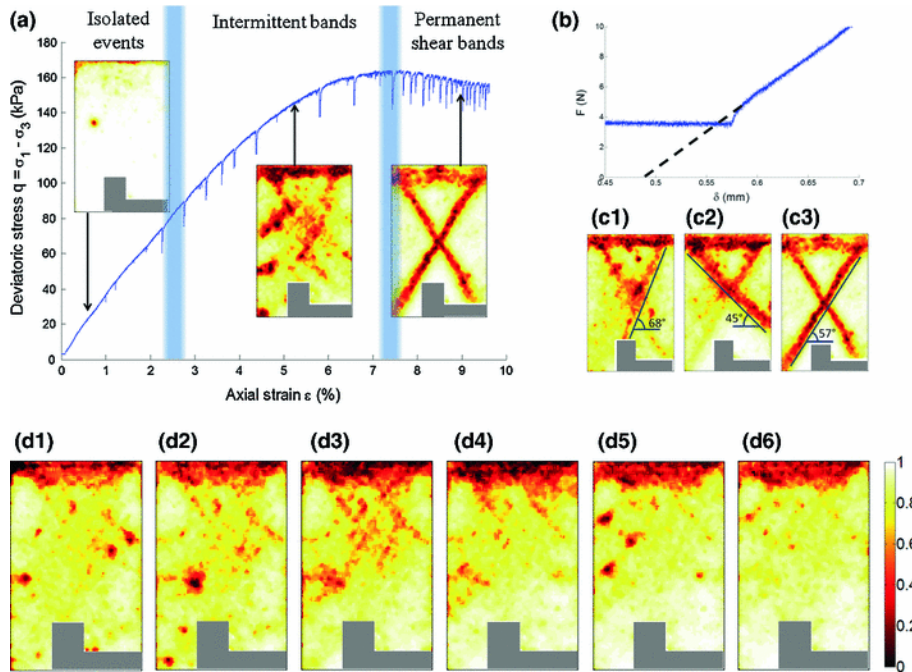 (a)
Isolated events
Intermittent bands
Permanent shear bands
Deviatoric stress q = σ1 - σ3 (kPa)
180
160
140
120
100
80
60
40
20
0
0
1
2
3
4
5
6
7
8
9
10
Axial strain ε (%)
(b)
F (N)
10
8
6
4
2
0
0.45
0.5
0.55
0.6
0.65
0.7
δ (mm)
(c1)
(c2)
(c3)
68°
45°
57°
(d1)
(d2)
(d3)
(d4)
(d5)
(d6)
1
0.8
0.6
0.4
0.2
0